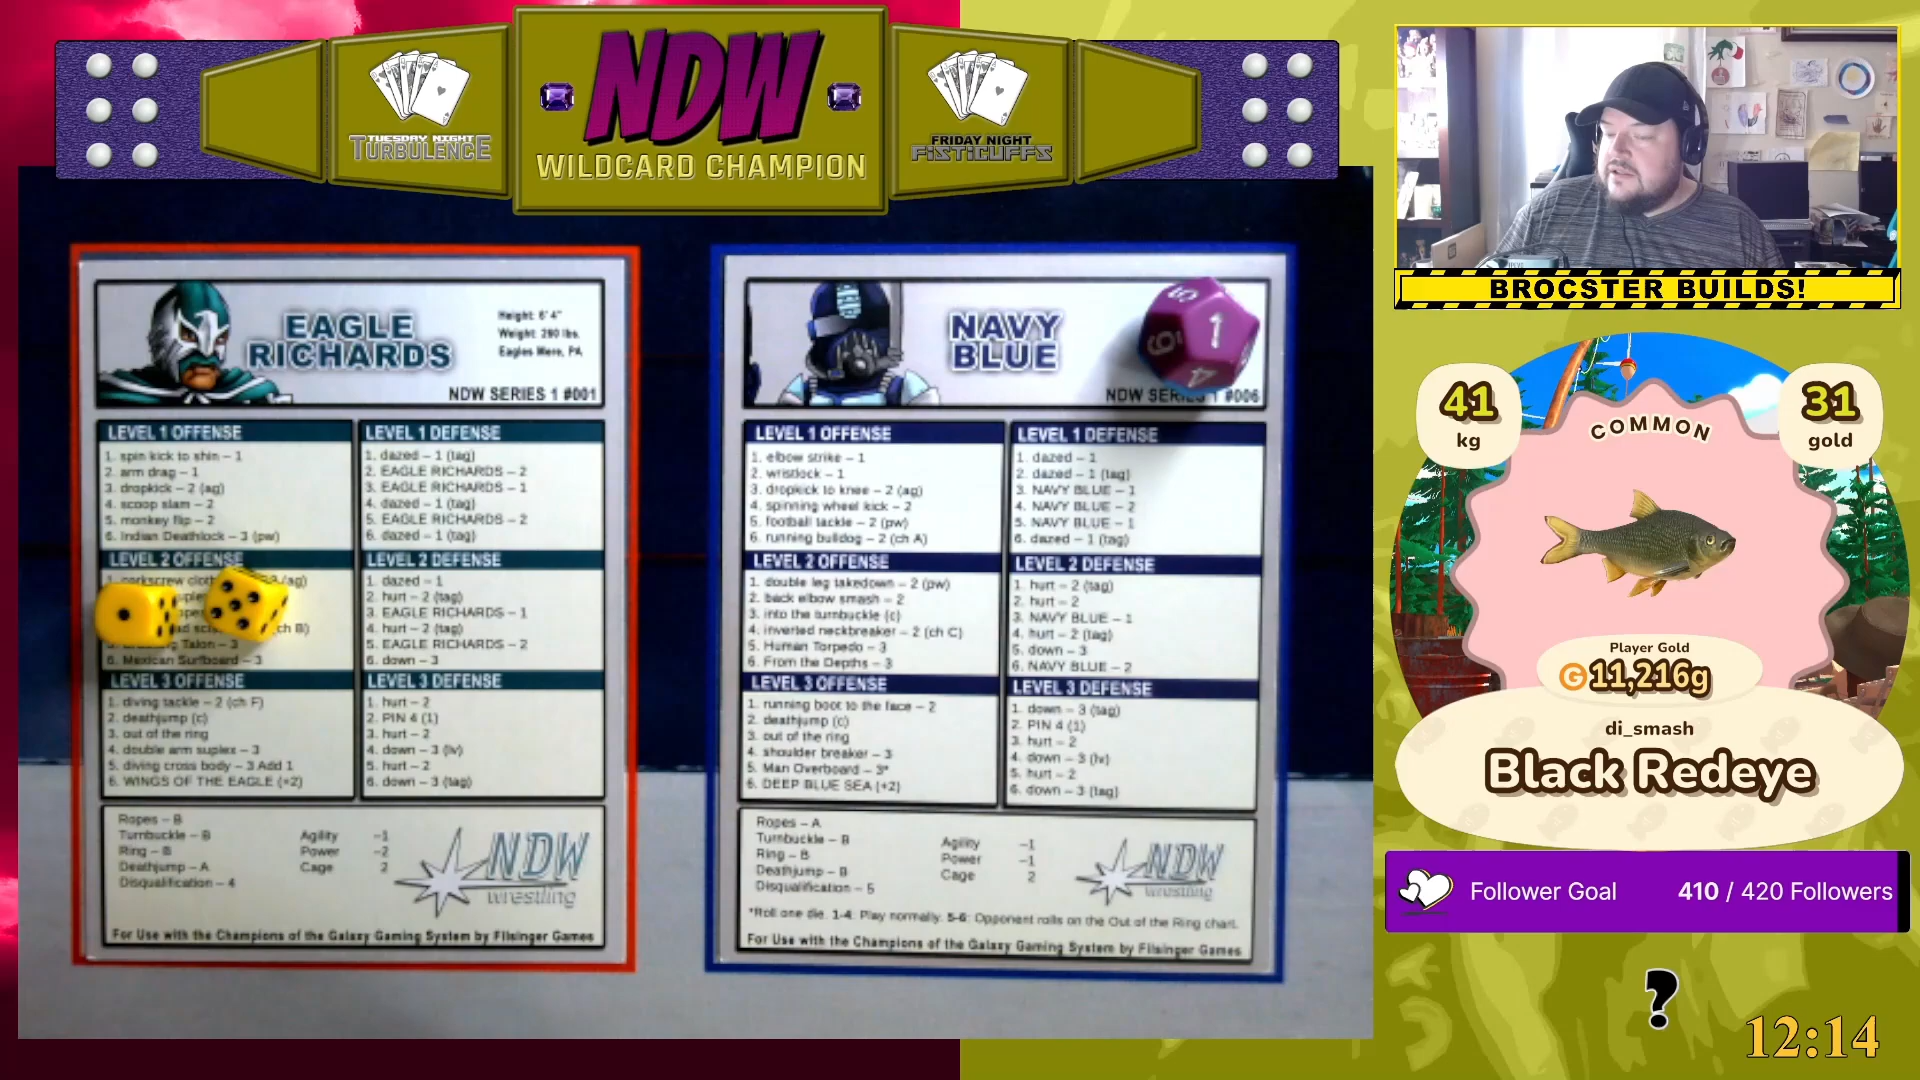 TUESDAY NIGHT
TURBULENCE
NDW
WILDCARD CHAMPION
FRIDAY NIGHT
FISTICUFFS
EAGLE
RICHARDS
Height: 6' 4"
Weight: 290 lbs.
Eagles Mere, PA
NDW SERIES 1 #001
LEVEL 1 OFFENSE
1. spin kick to shin – 1
2. arm drag – 1
3. dropkick – 2 (ag)
4. scoop slam – 2
5. monkey flip – 2
6. Indian Deathlock – 3 (pw)
LEVEL 1 DEFENSE
1. dazed – 1 (tag)
2. EAGLE RICHARDS – 2
3. EAGLE RICHARDS – 1
4. dazed – 1 (tag)
5. EAGLE RICHARDS – 2
6. dazed – 1 (tag)
LEVEL 2 OFFENSE
1. corkscrew
Talon – 3
6. Mexican Surfboard – 3
LEVEL 2 DEFENSE
1. dazed – 1
2. hurt – 2 (tag)
3. EAGLE RICHARDS – 1
4. hurt – 2 (tag)
5. EAGLE RICHARDS – 2
6. down – 3
LEVEL 3 OFFENSE
1. diving tackle – 2 (ch F)
2. deathjump (c)
3. out of the ring
4. double arm suplex – 3
5. diving cross body – 3 Add 1
6. WINGS OF THE EAGLE (+2)
LEVEL 3 DEFENSE
1. hurt – 2
2. PIN 4 (1)
3. hurt – 2
4. down – 3 (lv)
5. hurt – 2
6. down – 3 (tag)
Ropes – B
Turnbuckle – B
Ring – B
Deathjump – A
Disqualification – 4
Agility –1
Power –2
Cage 2
NDW
wrestling
For Use with the Champions of the Galaxy Gaming System by Filsinger Games
NAVY
BLUE
1
NDW SERIES 1 #006
LEVEL 1 OFFENSE
1. elbow strike – 1
2. wristlock – 1
3. dropkick to knee – 2 (ag)
4. spinning wheel kick – 2
5. football tackle – 2 (pw)
6. running bulldog – 2 (ch A)
LEVEL 1 DEFENSE
1. dazed – 1
2. dazed – 1 (tag)
3. NAVY BLUE – 1
4. NAVY BLUE – 2
5. NAVY BLUE – 1
6. dazed – 1 (tag)
LEVEL 2 OFFENSE
1. double leg takedown – 2 (pw)
2. back elbow smash – 2
3. into the turnbuckle (c)
4. inverted neckbreaker – 2 (ch C)
5. Human Torpedo – 3
6. From the Depths – 3
LEVEL 2 DEFENSE
1. hurt – 2 (tag)
2. hurt – 2
3. NAVY BLUE – 1
4. hurt – 2 (tag)
5. down – 3
6. NAVY BLUE – 2
LEVEL 3 OFFENSE
1. running boot to the face – 2
2. deathjump (c)
3. out of the ring
4. shoulder breaker – 3
5. Man Overboard – 3*
6. DEEP BLUE SEA (+2)
LEVEL 3 DEFENSE
1. down – 3 (tag)
2. PIN 4 (1)
3. hurt – 2
4. down – 3 (lv)
5. hurt – 2
6. down – 3 (tag)
Ropes – A
Turnbuckle – B
Ring – B
Deathjump – B
Disqualification – 5
Agility –1
Power –1
Cage 2
NDW
wrestling
*Roll one die. 1-4: Play normally. 5-6: Opponent rolls on the Out of the Ring chart.
For Use with the Champions of the Galaxy Gaming System by Filsinger Games
BROCSTER BUILDS!
41
kg
31
gold
COMMON
Player Gold
G 11,216g
di_smash
Black Redeye
Follower Goal 410 / 420 Followers
?
12:14